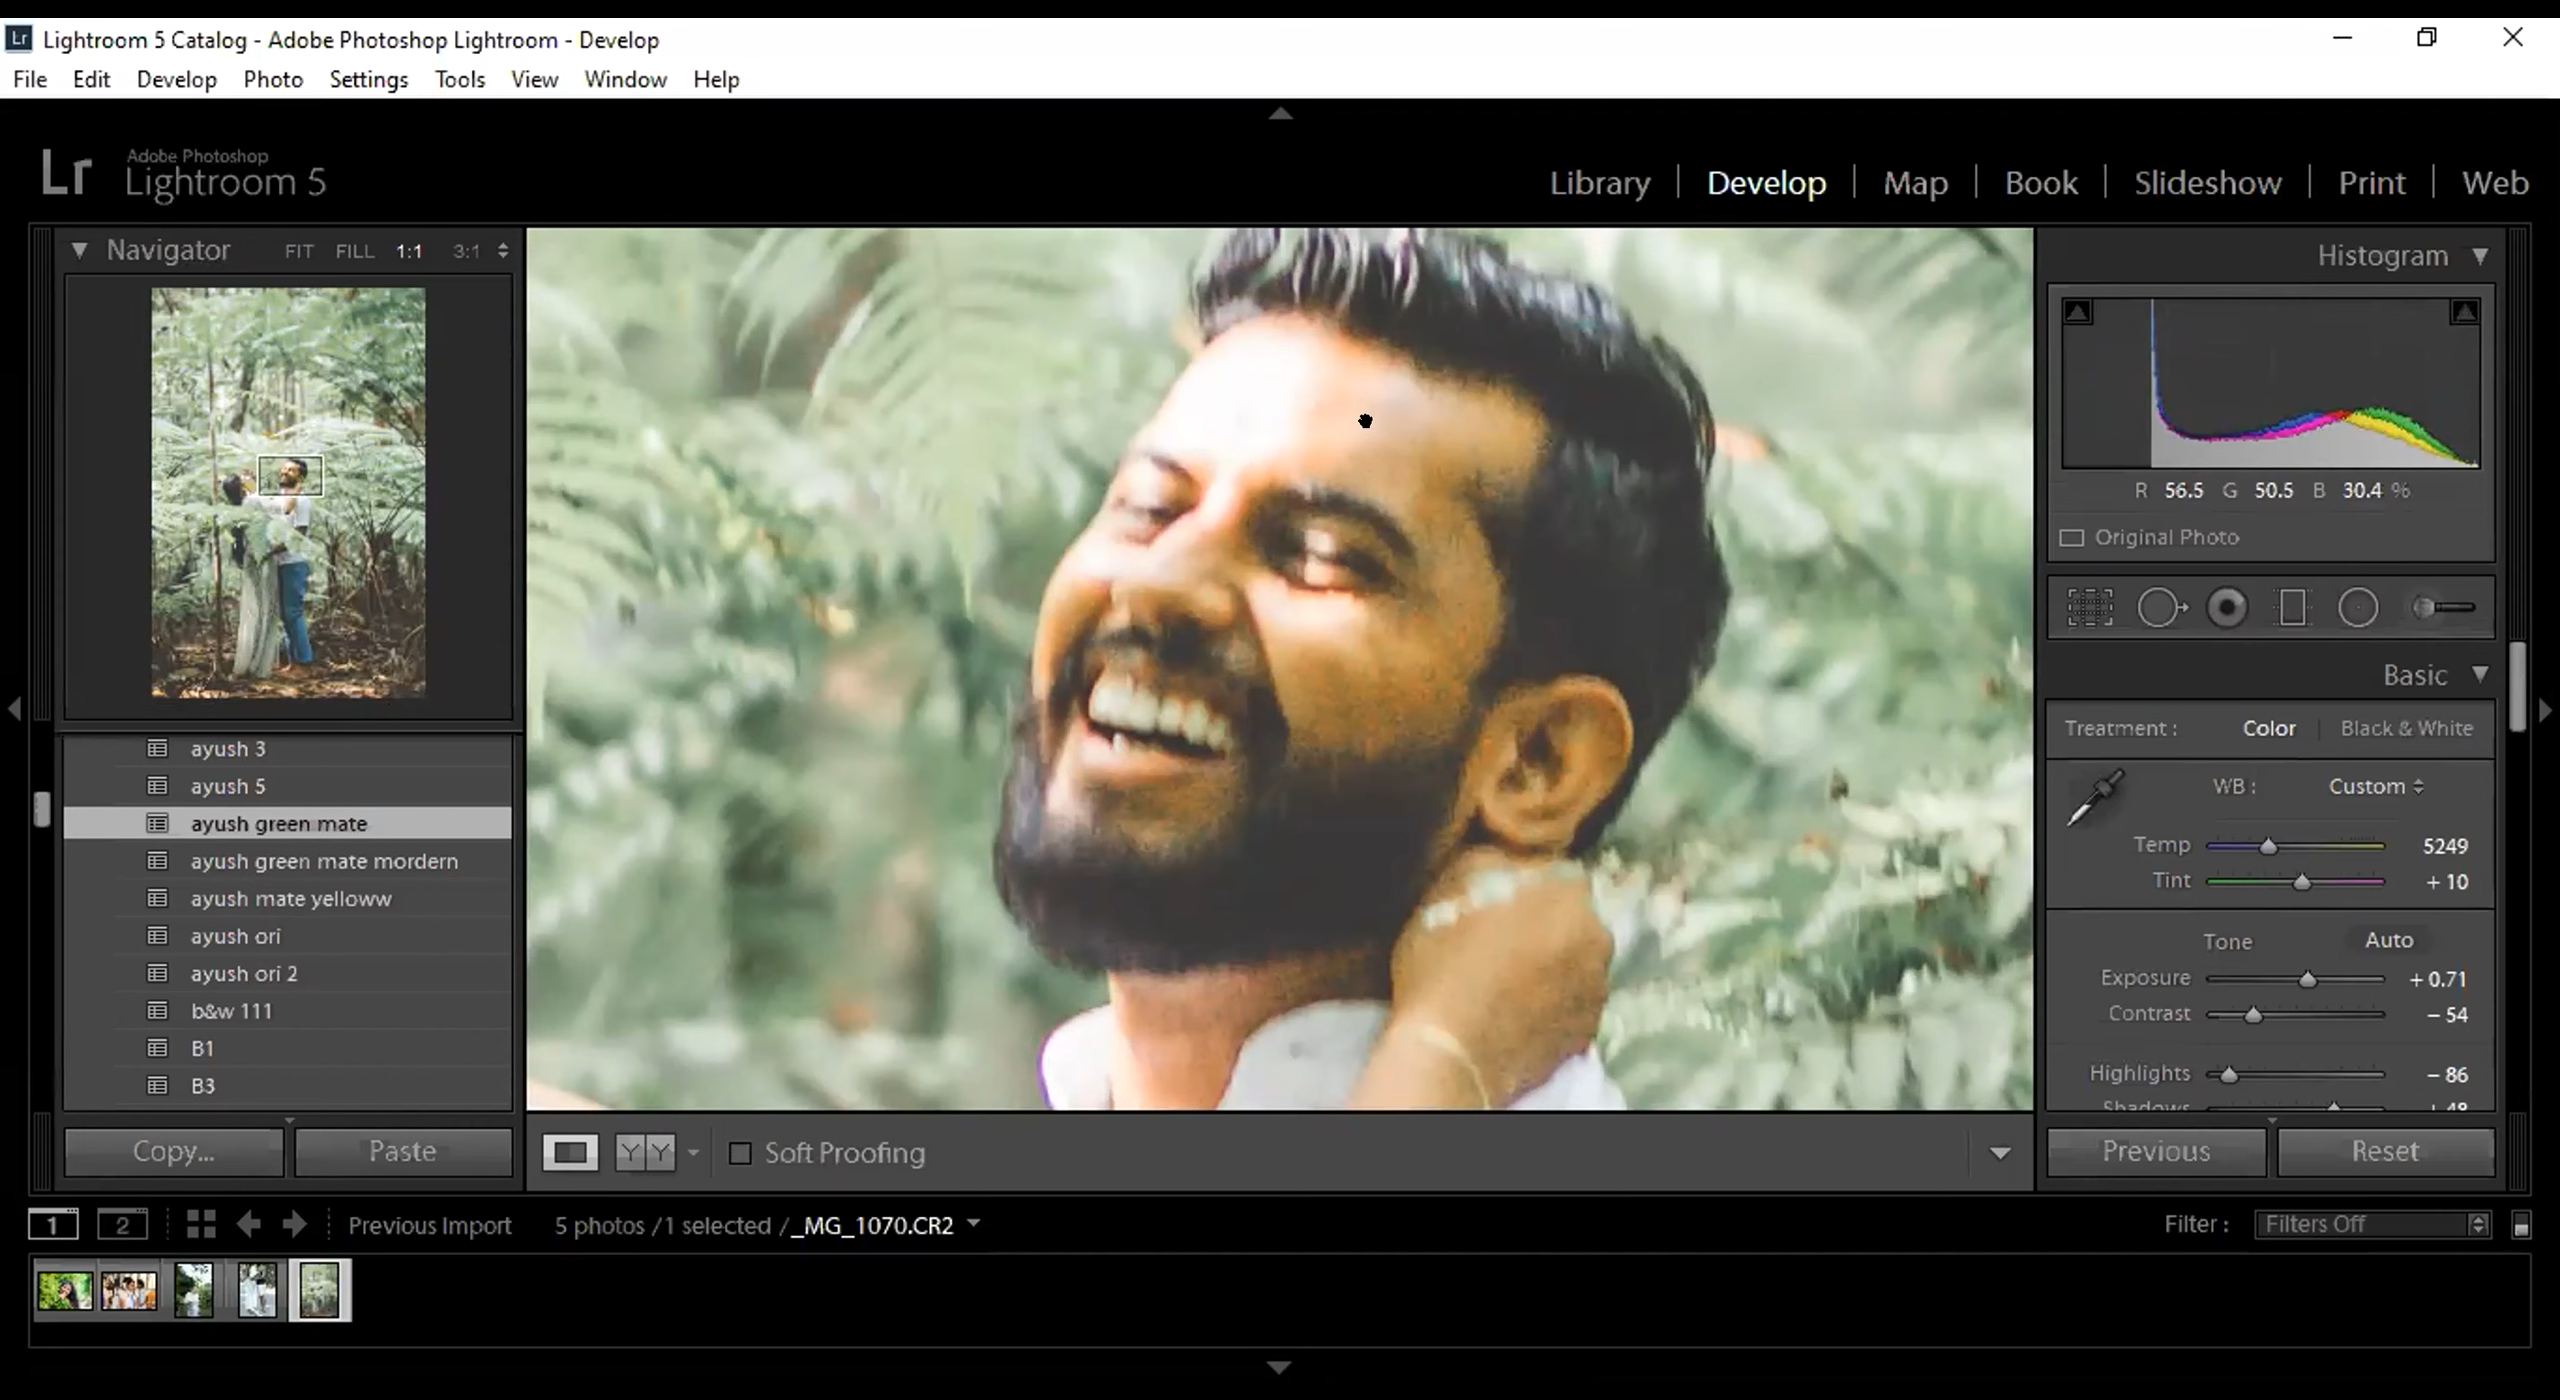 Lr Lightroom 5 Catalog - Adobe Photoshop Lightroom - Develop
File Edit Develop Photo Settings Tools View Window Help
Lr Adobe Photoshop
Lightroom 5
Library | Develop | Map | Book | Slideshow | Print | Web
Navigator FIT FILL 1:1 3:1
ayush 3
ayush 5
ayush green mate
ayush green mate mordern
ayush mate yelloww
ayush ori
ayush ori 2
b&w 111
B1
B3
Copy... Paste
YY Soft Proofing
Histogram
R 56.5 G 50.5 B 30.4 %
Original Photo
Basic
Treatment : Color Black & White
WB : Custom
Temp 5249
Tint + 10
Tone Auto
Exposure + 0.71
Contrast - 54
Highlights - 86
Shadows + 48
Previous Reset
1 2 Previous Import 5 photos /1 selected /_MG_1070.CR2
Filter : Filters Off